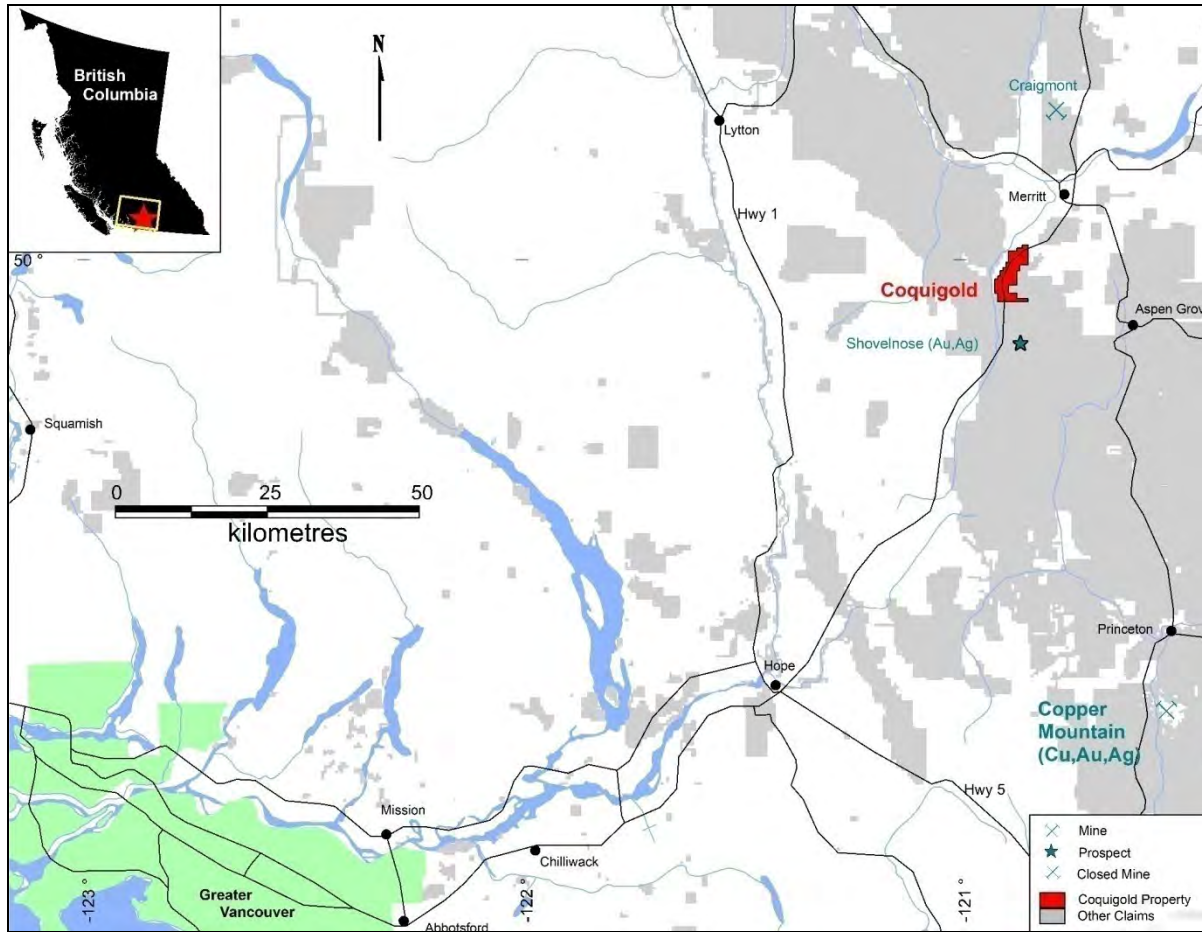 British
Columbia
N
Craigmont
Lytton
Merritt
Hwy 1
50 °
Coquigold
Aspen Grov
Shovelnose (Au,Ag)
Squamish
0 25 50
kilometres
Princeton
Hope
Copper
Mountain
(Cu,Au,Ag)
Hwy 5
Mission
Chilliwack
Greater
Vancouver
Abbotsford
-123
-122
-121 °
Mine
Prospect
Closed Mine
Coquigold Property
Other Claims